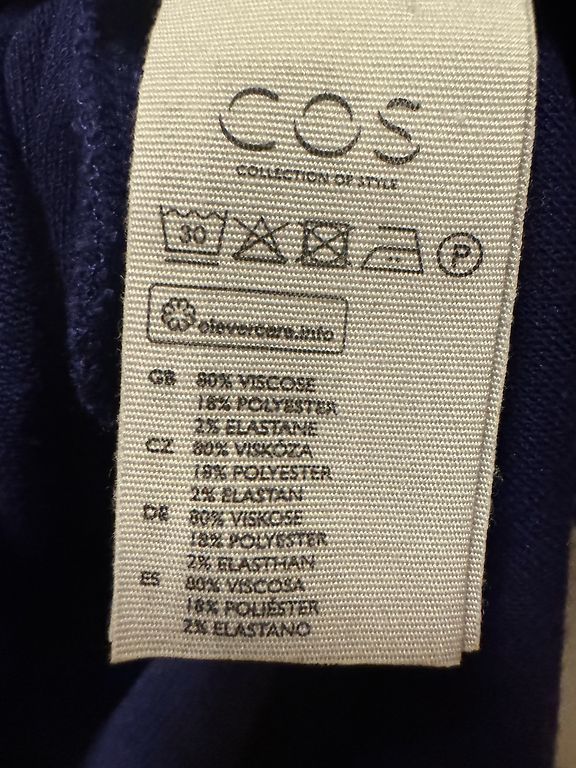 COS
COLLECTION OF STYLE
30
P
clevercare.info
GB 80% VISCOSE
18% POLYESTER
2% ELASTANE
CZ 80% VISKÓZA
18% POLYESTER
2% ELASTAN
DE 80% VISKOSE
18% POLYESTER
2% ELASTHAN
ES 80% VISCOSA
18% POLIÉSTER
2% ELASTANO